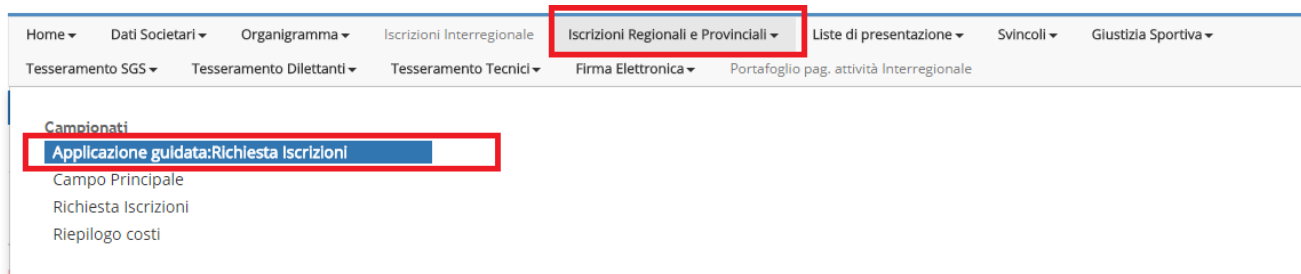 Home Dati Societari Organigramma Iscrizioni Interregionale Iscrizioni Regionali e Provinciali Liste di presentazione Svincoli Giustizia Sportiva
Tesseramento SGS Tesseramento Dilettanti Tesseramento Tecnici Firma Elettronica Portafoglio pag. attività Interregionale
Campionati
Applicazione guidata:Richiesta Iscrizioni
Campo Principale
Richiesta Iscrizioni
Riepilogo costi